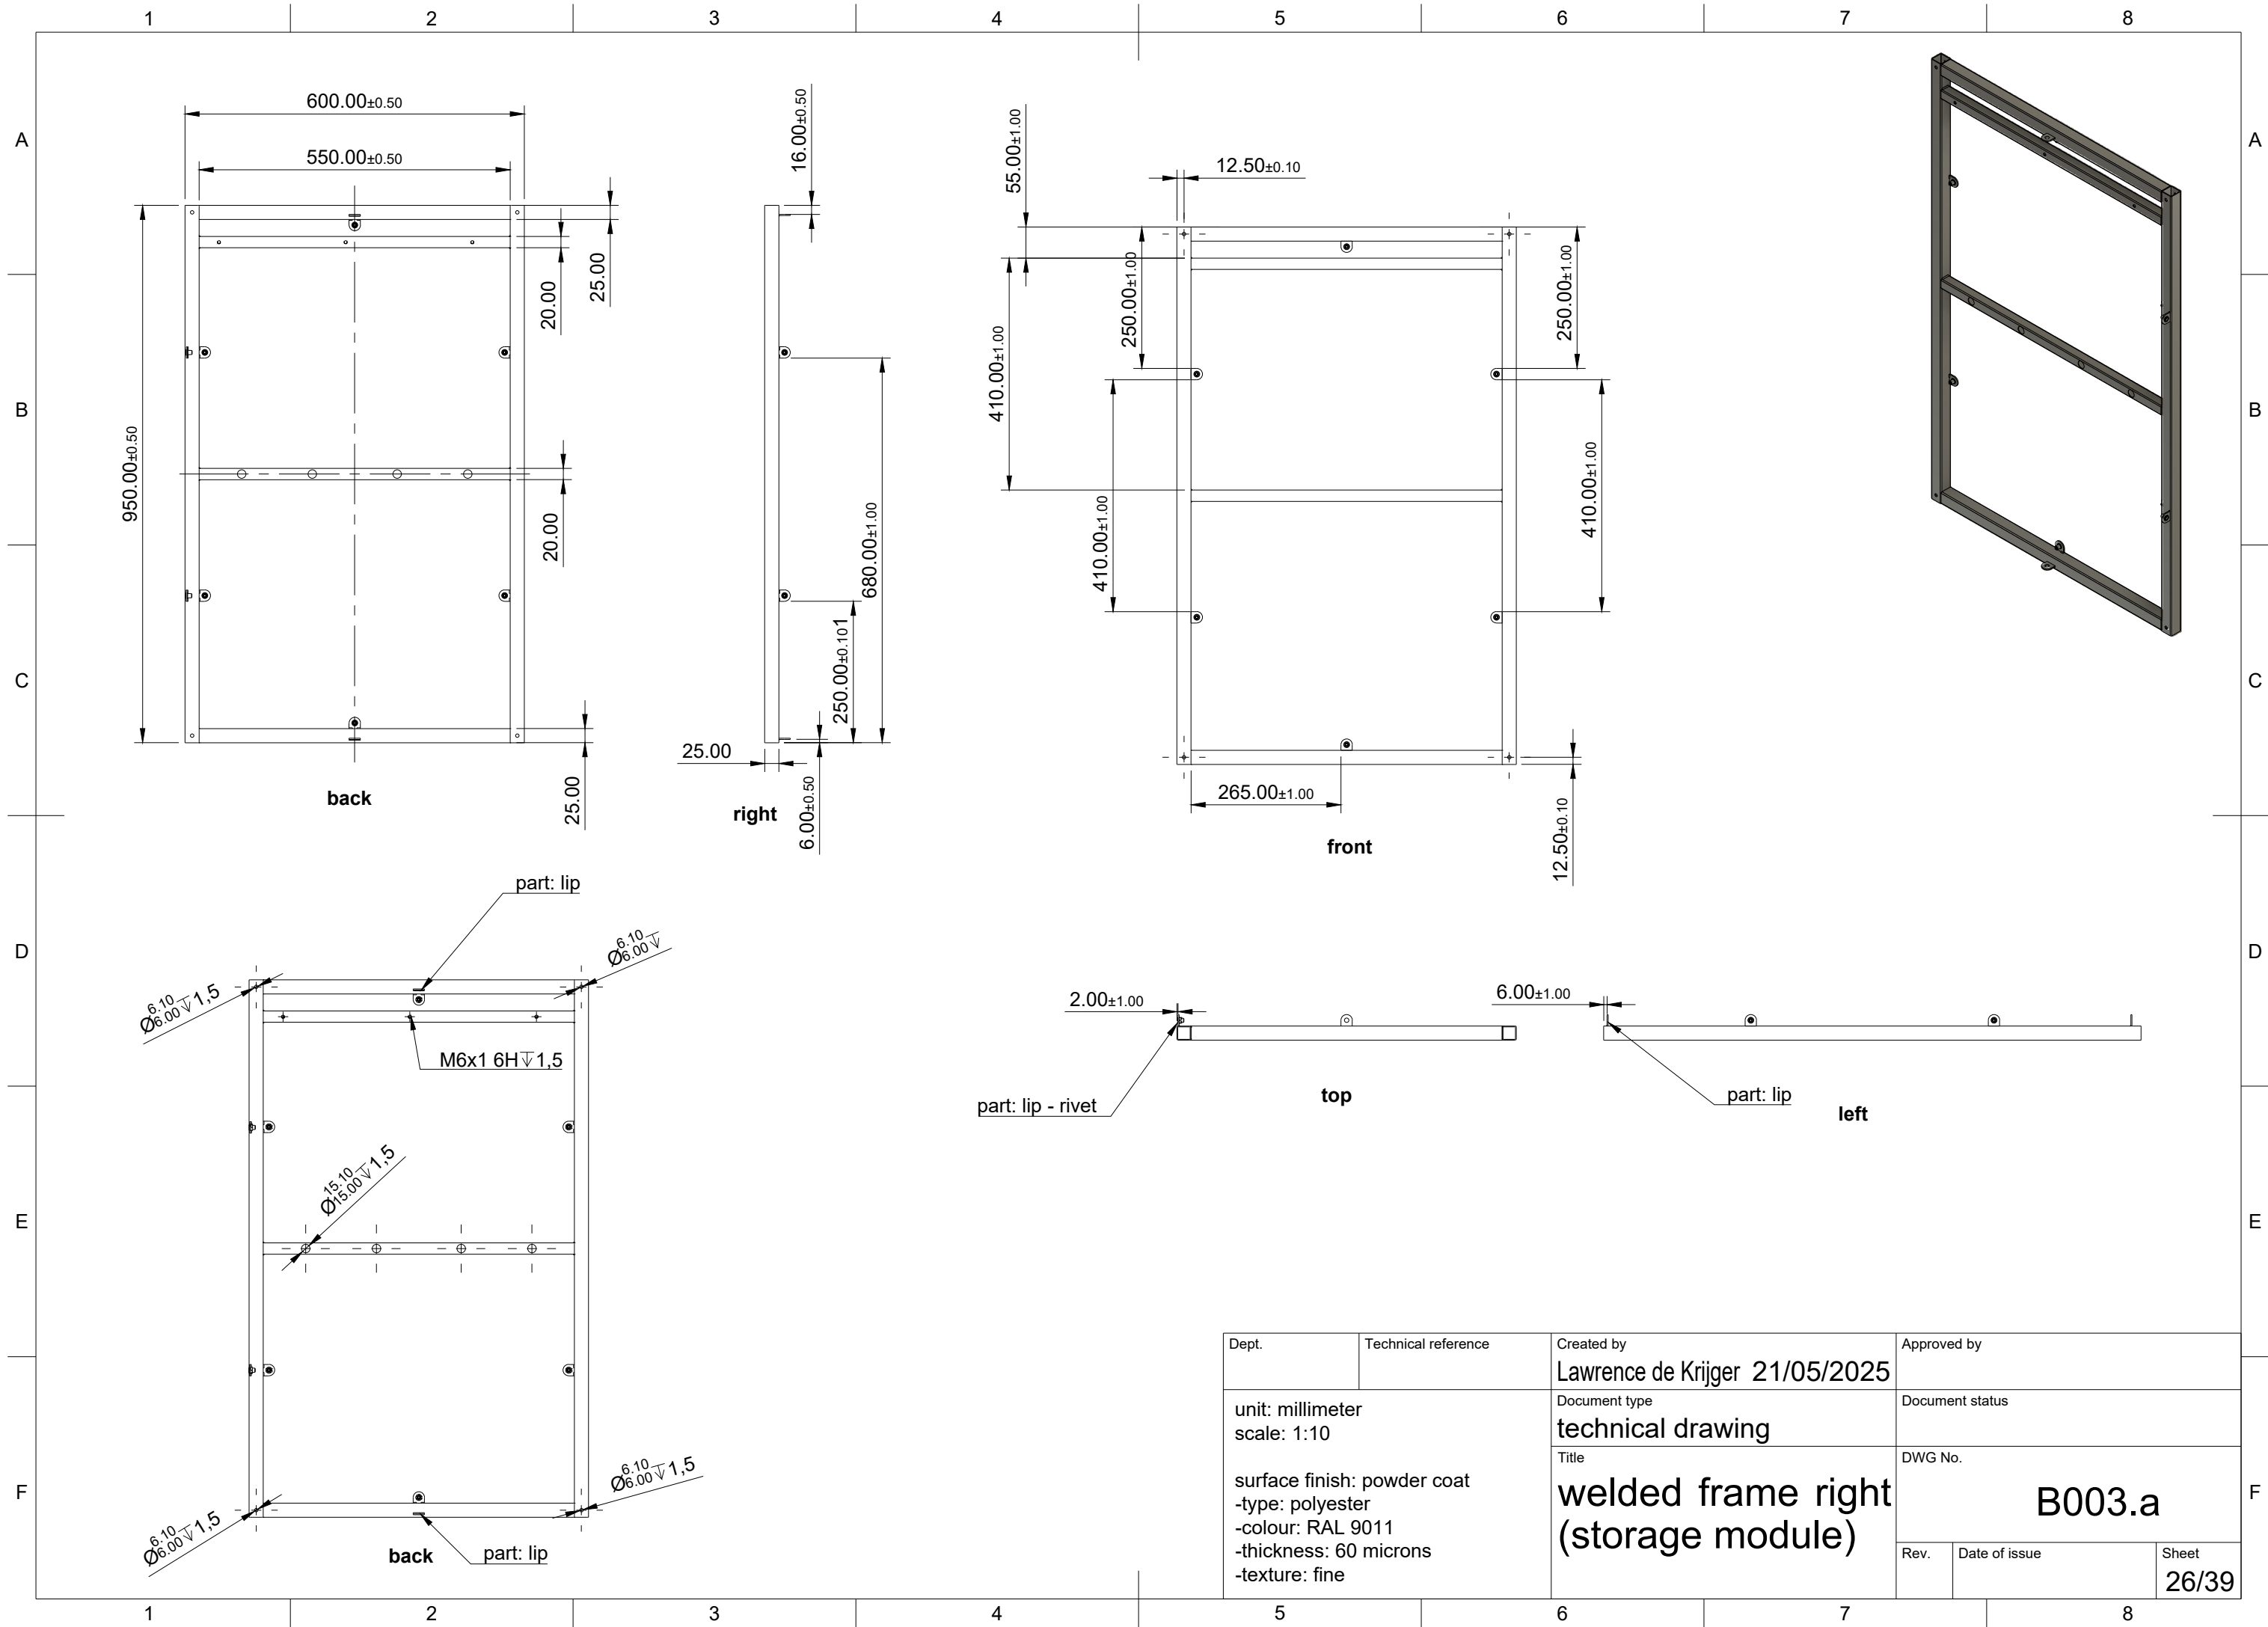 1 2 3 4 5 6 7 8
A A
B B
C C
D D
E E
F F
600.00±0.50
550.00±0.50
950.00±0.50
25.00
20.00
20.00
25.00
back
16.00±0.50
680.00±1.00
250.00±0.101
25.00
6.00±0.50
right
55.00±1.00
12.50±0.10
250.00±1.00
250.00±1.00
410.00±1.00
410.00±1.00
410.00±1.00
265.00±1.00
12.50±0.10
front
part: lip
Ø6.10 6.00↧1,5
Ø6.10 6.00↧
M6x1 6H↧1,5
Ø15.10 15.00↧1,5
Ø6.10 6.00↧1,5
Ø6.10 6.00↧1,5
back
part: lip
2.00±1.00
part: lip - rivet
top
6.00±1.00
part: lip
left
Dept.
Technical reference
Created by
Lawrence de Krijger 21/05/2025
Approved by
unit: millimeter
scale: 1:10
surface finish: powder coat
-type: polyester
-colour: RAL 9011
-thickness: 60 microns
-texture: fine
Document type
technical drawing
Document status
Title
welded frame right
(storage module)
DWG No.
B003.a
Rev.
Date of issue
Sheet
26/39
1 2 3 4 5 6 7 8